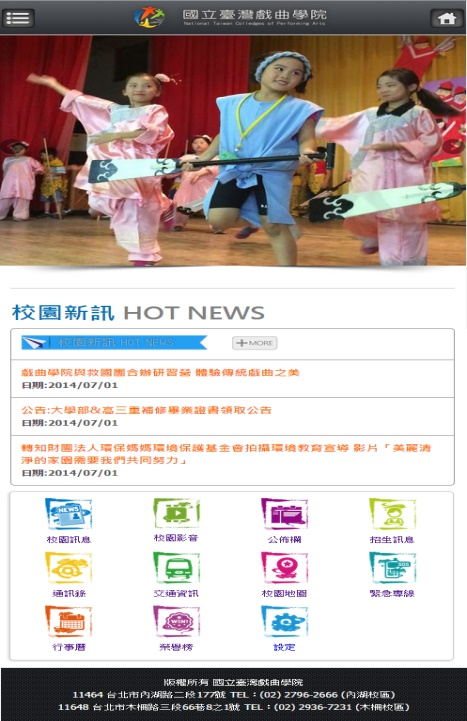 國立臺灣戲曲學院
National Taiwan Colledges of Performing Arts
校園新訊 HOT NEWS
校園新訊 HOT NEWS
+MORE
戲曲學院與救國團合辦研習營 體驗傳統戲曲之美
日期:2014/07/01
公告:大學部&高三重補修畢業證書領取公告
日期:2014/07/01
轉知財團法人環保媽媽環境保護基金會拍攝環境教育宣導 影片「美麗清
淨的家園需要我們共同努力」
日期:2014/07/01
NEWS
校園訊息 校園影音 公佈欄 招生訊息
SOS
通訊錄 交通資訊 校園地圖 緊急專線
WIN!
行事曆 榮譽榜 設定
版權所有 國立臺灣戲曲學院
11464 台北市內湖路二段177號 TEL：(02) 2796-2666 (內湖校區)
11648 台北市木柵路三段66巷8之1號 TEL：(02) 2936-7231 (木柵校區)